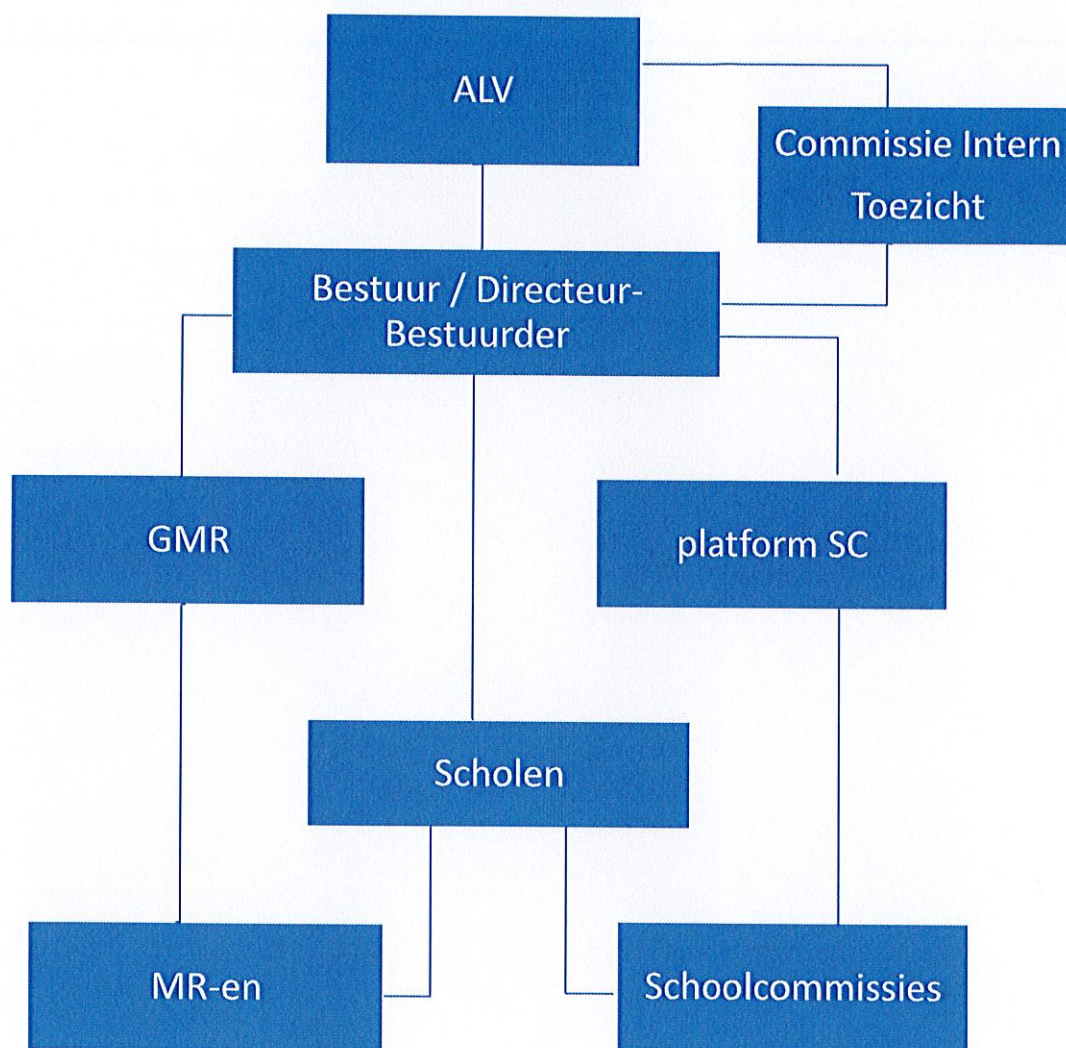 ALV
Commissie Intern
Toezicht
Bestuur / Directeur-
Bestuurder
GMR
platform SC
Scholen
MR-en
Schoolcommissies